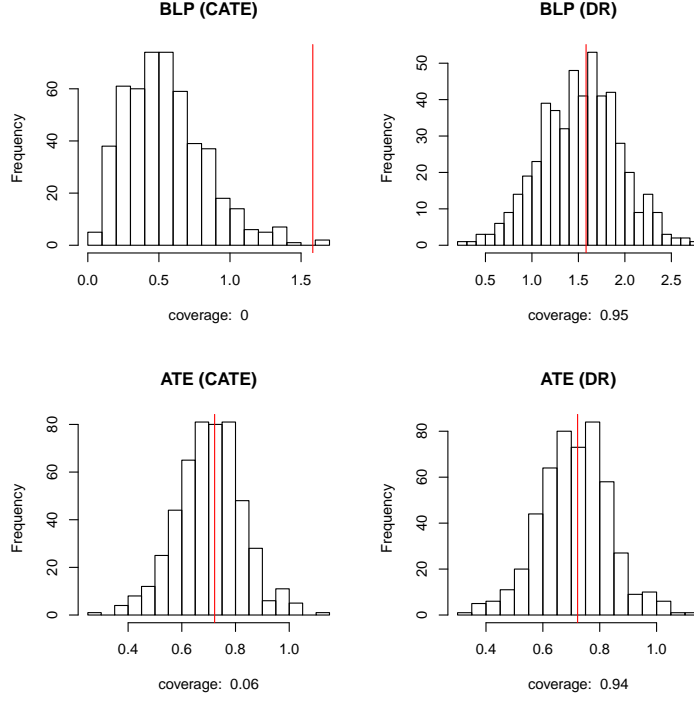 BLP (CATE)
Frequency
0 20 40 60
0.0 0.5 1.0 1.5
coverage: 0
BLP (DR)
Frequency
0 10 20 30 40 50
0.5 1.0 1.5 2.0 2.5
coverage: 0.95
ATE (CATE)
Frequency
0 20 40 60 80
0.4 0.6 0.8 1.0
coverage: 0.06
ATE (DR)
Frequency
0 20 40 60 80
0.4 0.6 0.8 1.0
coverage: 0.94